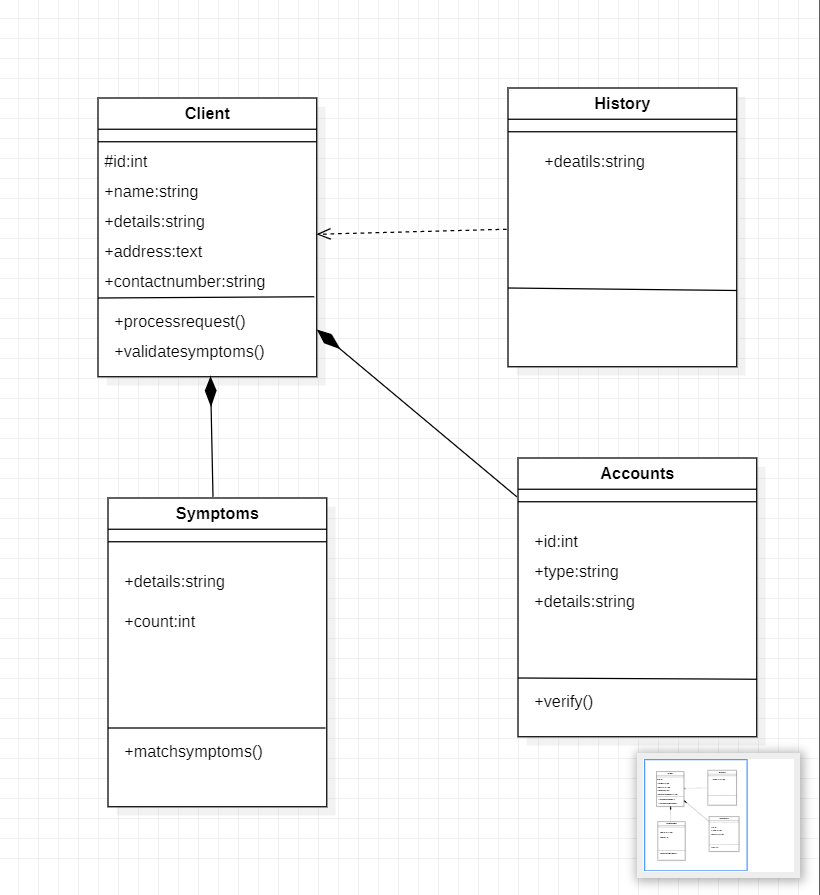 Client
#id:int
+name:string
+details:string
+address:text
+contactnumber:string
+processrequest()
+validatesymptoms()
History
+deatils:string
Symptoms
+details:string
+count:int
+matchsymptoms()
Accounts
+id:int
+type:string
+details:string
+verify()